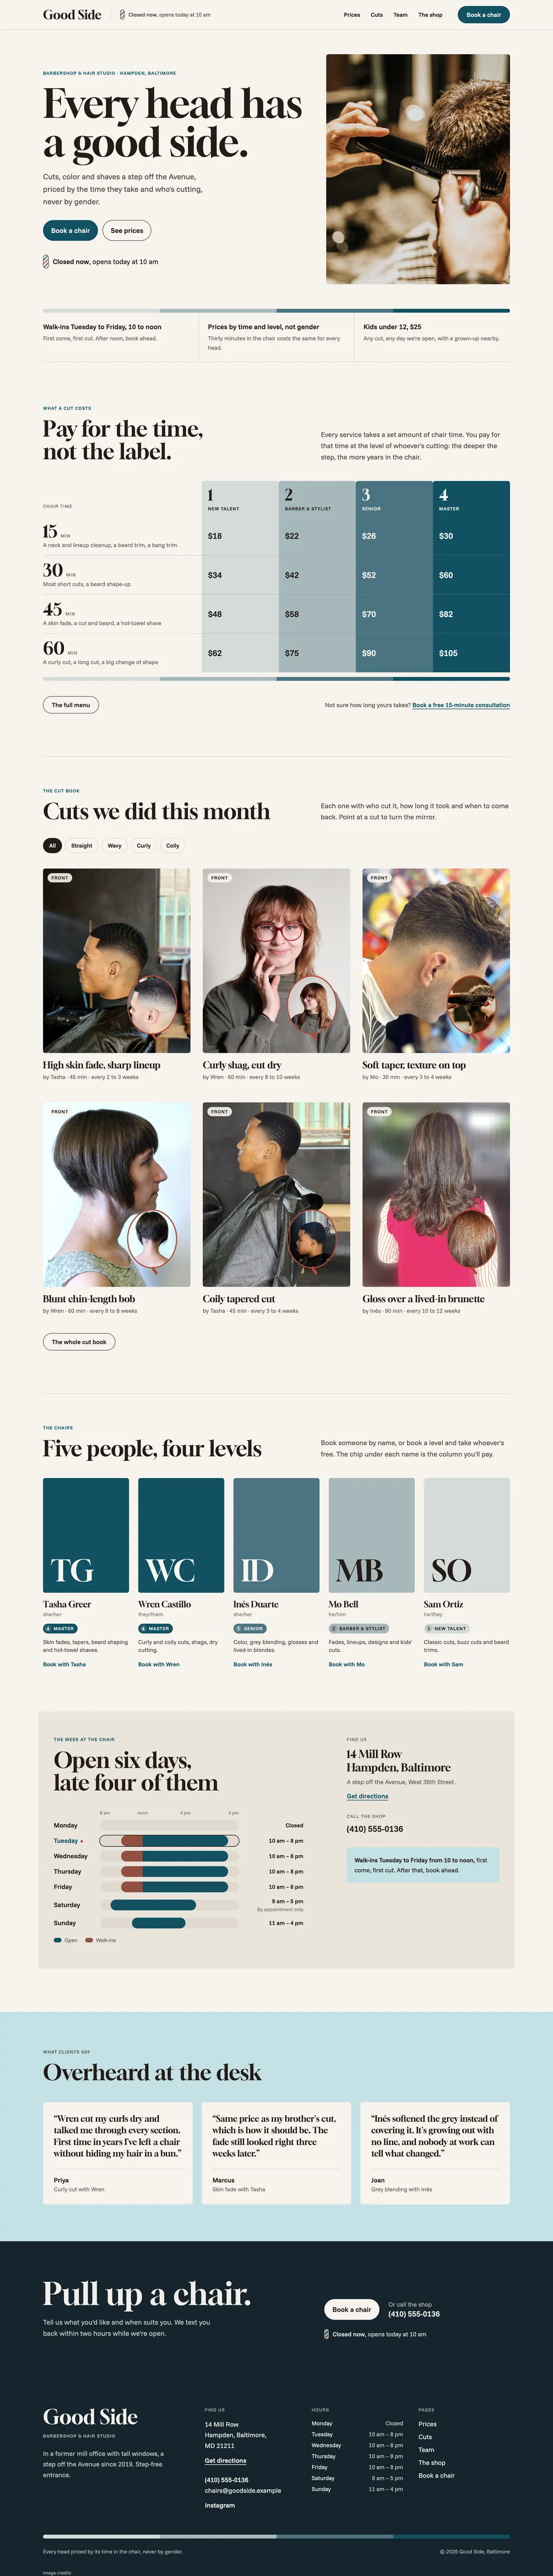 Good Side
Closed now, opens today at 10 am
Prices
Cuts
Team
The shop
Book a chair
BARBERSHOP & HAIR STUDIO · HAMPDEN, BALTIMORE
Every head has
a good side.
Cuts, color and shaves a step off the Avenue,
priced by the time they take and who's cutting,
never by gender.
Book a chair
See prices
Closed now, opens today at 10 am
Walk-ins Tuesday to Friday, 10 to noon
First come, first cut. After noon, book ahead.
Prices by time and level, not gender
Thirty minutes in the chair costs the same for every
head.
Kids under 12, $25
Any cut, any day we're open, with a grown-up nearby.
WHAT A CUT COSTS
Pay for the time,
not the label.
Every service takes a set amount of chair time. You pay for
that time at the level of whoever's cutting: the deeper the
step, the more years in the chair.
CHAIR TIME
1
NEW TALENT
2
BARBER & STYLIST
3
SENIOR
4
MASTER
15 MIN
A neck and lineup cleanup, a beard trim, a bang trim
$18
$22
$26
$30
30 MIN
Most short cuts, a beard shape-up
$34
$42
$52
$60
45 MIN
A skin fade, a cut and beard, a hot-towel shave
$48
$58
$70
$82
60 MIN
A curly cut, a long cut, a big change of shape
$62
$75
$90
$105
The full menu
Not sure how long yours takes? Book a free 15-minute consultation
THE CUT BOOK
Cuts we did this month
Each one with who cut it, how long it took and when to come
back. Point at a cut to turn the mirror.
All
Straight
Wavy
Curly
Coily
FRONT
FRONT
FRONT
High skin fade, sharp lineup
by Tasha · 45 min · every 2 to 3 weeks
Curly shag, cut dry
by Wren · 60 min · every 8 to 10 weeks
Soft taper, texture on top
by Mo · 30 min · every 3 to 4 weeks
FRONT
FRONT
FRONT
Blunt chin-length bob
by Wren · 60 min · every 6 to 8 weeks
Coily tapered cut
by Tasha · 45 min · every 3 to 4 weeks
Gloss over a lived-in brunette
by Inés · 90 min · every 10 to 12 weeks
The whole cut book
THE CHAIRS
Five people, four levels
Book someone by name, or book a level and take whoever's
free. The chip under each name is the column you'll pay.
TG
WC
ID
MB
SO
Tasha Greer
she/her
4 MASTER
Skin fades, tapers, beard shaping
and hot-towel shaves.
Book with Tasha
Wren Castillo
they/them
4 MASTER
Curly and coily cuts, shags, dry
cutting.
Book with Wren
Inés Duarte
she/her
3 SENIOR
Color, grey blending, glosses and
lived-in blondes.
Book with Inés
Mo Bell
he/him
2 BARBER & STYLIST
Fades, lineups, designs and kids'
cuts.
Book with Mo
Sam Ortiz
he/they
1 NEW TALENT
Classic cuts, buzz cuts and beard
trims.
Book with Sam
THE WEEK AT THE CHAIR
Open six days,
late four of them
8 am
noon
4 pm
8 pm
Monday
Closed
Tuesday
10 am – 8 pm
Wednesday
10 am – 8 pm
Thursday
10 am – 8 pm
Friday
10 am – 8 pm
Saturday
9 am – 5 pm
By appointment only
Sunday
11 am – 4 pm
Open
Walk-ins
FIND US
14 Mill Row
Hampden, Baltimore
A step off the Avenue, West 36th Street.
Get directions
CALL THE SHOP
(410) 555-0136
Walk-ins Tuesday to Friday from 10 to noon, first
come, first cut. After that, book ahead.
WHAT CLIENTS SAY
Overheard at the desk
“Wren cut my curls dry and
talked me through every section.
First time in years I've left a chair
without hiding my hair in a bun.”
Priya
Curly cut with Wren
“Same price as my brother's cut,
which is how it should be. The
fade still looked right three
weeks later.”
Marcus
Skin fade with Tasha
“Inés softened the grey instead of
covering it. It's growing out with
no line, and nobody at work can
tell what changed.”
Joan
Grey blending with Inés
Pull up a chair.
Tell us what you'd like and when suits you. We text you
back within two hours while we're open.
Book a chair
Or call the shop
(410) 555-0136
Closed now, opens today at 10 am
Good Side
BARBERSHOP & HAIR STUDIO
In a former mill office with tall windows, a
step off the Avenue since 2019. Step-free
entrance.
FIND US
14 Mill Row
Hampden, Baltimore,
MD 21211
Get directions
(410) 555-0136
chairs@goodside.example
Instagram
HOURS
Monday
Closed
Tuesday
10 am – 8 pm
Wednesday
10 am – 8 pm
Thursday
10 am – 8 pm
Friday
10 am – 8 pm
Saturday
9 am – 5 pm
Sunday
11 am – 4 pm
PAGES
Prices
Cuts
Team
The shop
Book a chair
Every head priced by its time in the chair, never by gender.
© 2026 Good Side, Baltimore
Image credits